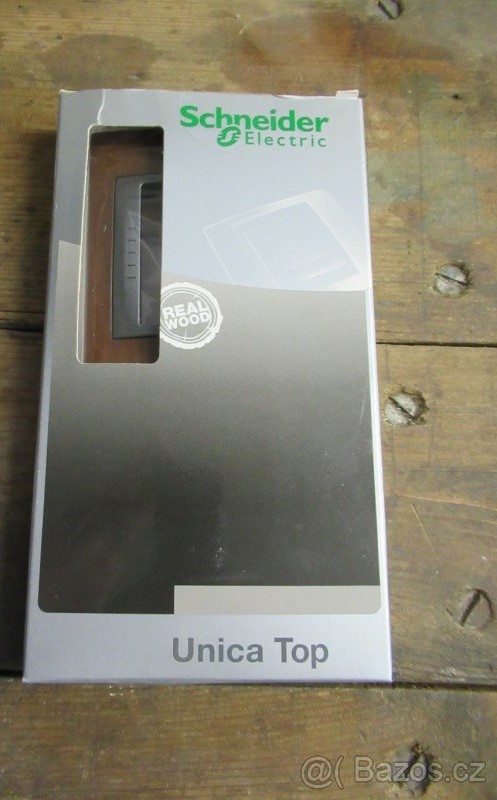 Schneider
Electric
REAL
WOOD
Unica Top
@( Bazos.cz